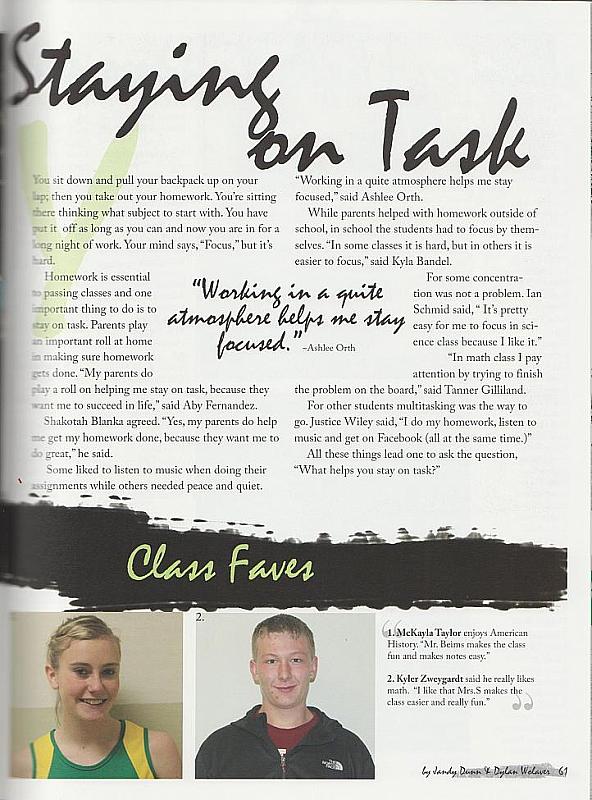 Staying
on Task
You sit down and pull your backpack up on your
lap; then you take out your homework. You're sitting
there thinking what subject to start with. You have
put it off as long as you can and now you are in for a
long night of work. Your mind says, "Focus," but it's
hard.
Homework is essential
to passing classes and one
important thing to do is to
stay on task. Parents play
an important roll at home
in making sure homework
gets done. "My parents do
play a roll on helping me stay on task, because they
want me to succeed in life," said Aby Fernandez.
Shakotah Blanka agreed. "Yes, my parents do help
me get my homework done, because they want me to
do great," he said.
Some liked to listen to music when doing their
assignments while others needed peace and quiet.
"Working in a quite
atmosphere helps me stay
focused."
-Ashlee Orth
"Working in a quite atmosphere helps me stay
focused," said Ashlee Orth.
While parents helped with homework outside of
school, in school the students had to focus by them-
selves. "In some classes it is hard, but in others it is
easier to focus," said Kyla Bandel.
For some concentra-
tion was not a problem. Ian
Schmid said, " It's pretty
easy for me to focus in sci-
ence class because I like it."
"In math class I pay
attention by trying to finish
the problem on the board," said Tanner Gilliland.
For other students multitasking was the way to
go. Justice Wiley said, "I do my homework, listen to
music and get on Facebook (all at the same time.)"
All these things lead one to ask the question,
"What helps you stay on task?"
Class Faves
2.
THE NORTH FACE
1. McKayla Taylor enjoys American
History. "Mr. Beims makes the class
fun and makes notes easy."
2. Kyler Zweygardt said he really likes
math. "I like that Mrs.S makes the
class easier and really fun."
by Jandy Dunn & Dylan Welaver 61